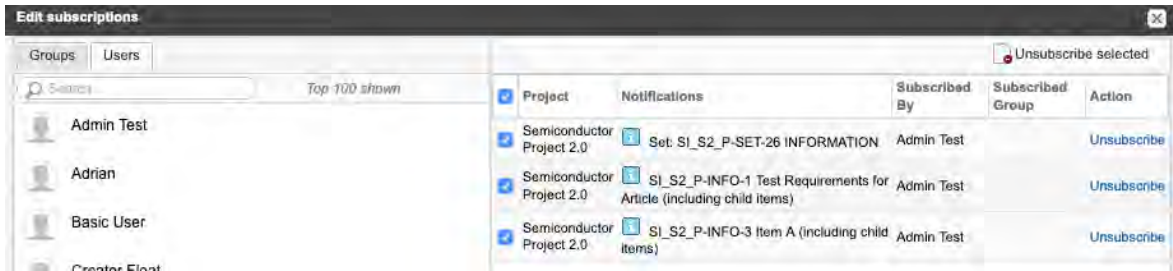 Edit subscriptions
Groups Users
Unsubscribe selected
Search
Top 100 shown
Project Notifications Subscribed By Subscribed Group Action
Admin Test
Adrian
Basic User
Creator Float
Semiconductor Project 2.0
Set: SI_S2_P-SET-26 INFORMATION
Admin Test
Unsubscribe
Semiconductor Project 2.0
SI_S2_P-INFO-1 Test Requirements for
Article (including child items)
Admin Test
Unsubscribe
Semiconductor Project 2.0
SI_S2_P-INFO-3 Item A (including child
items)
Admin Test
Unsubscribe